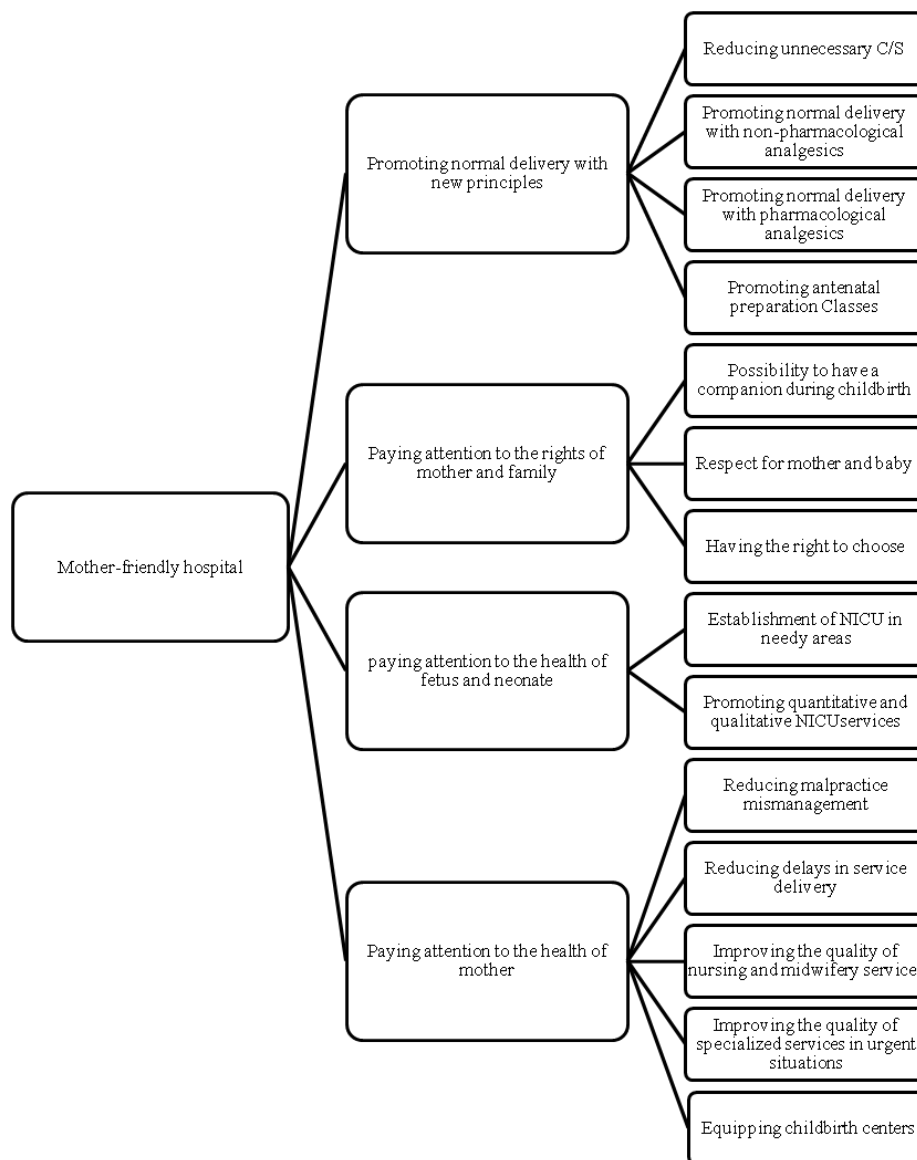 Mother-friendly hospital
Promoting normal delivery with
new principles
Reducing unnecessary C/S
Promoting normal delivery
with non-pharmacological
analgesics
Promoting normal delivery
with pharmacological
analgesics
Promoting antenatal
preparation Classes
Paying attention to the rights of
mother and family
Possibility to have a
companion during childbirth
Respect for mother and baby
Having the right to choose
paying attention to the health of
fetus and neonate
Establishment of NICU in
needy areas
Promoting quantitative and
qualitative NICUservices
Paying attention to the health of
mother
Reducing malpractice
mismanagement
Reducing delays in service
delivery
Improving the quality of
nursing and midwifery service
Improving the quality of
specialized services in urgent
situations
Equipping childbirth centers